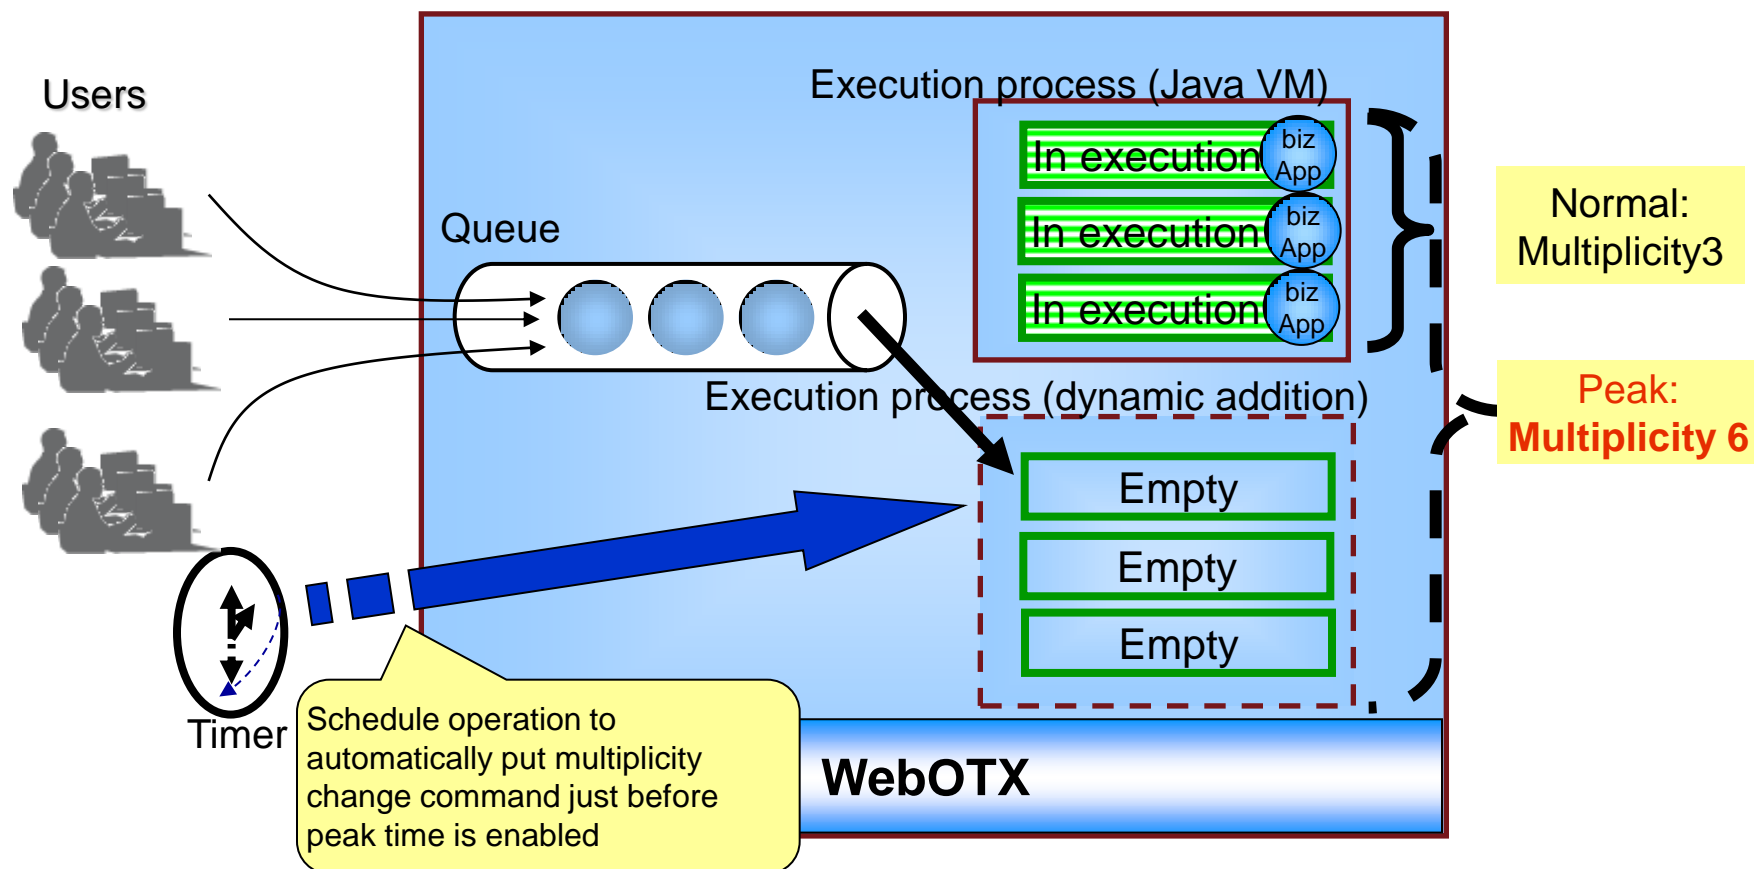 Users
Execution process (Java VM)
In execution
biz
App
In execution
biz
App
In execution
biz
App
Normal:
Multiplicity3
Queue
Execution process (dynamic addition)
Peak:
Multiplicity 6
Empty
Empty
Empty
Timer
Schedule operation to
automatically put multiplicity
change command just before
peak time is enabled
WebOTX